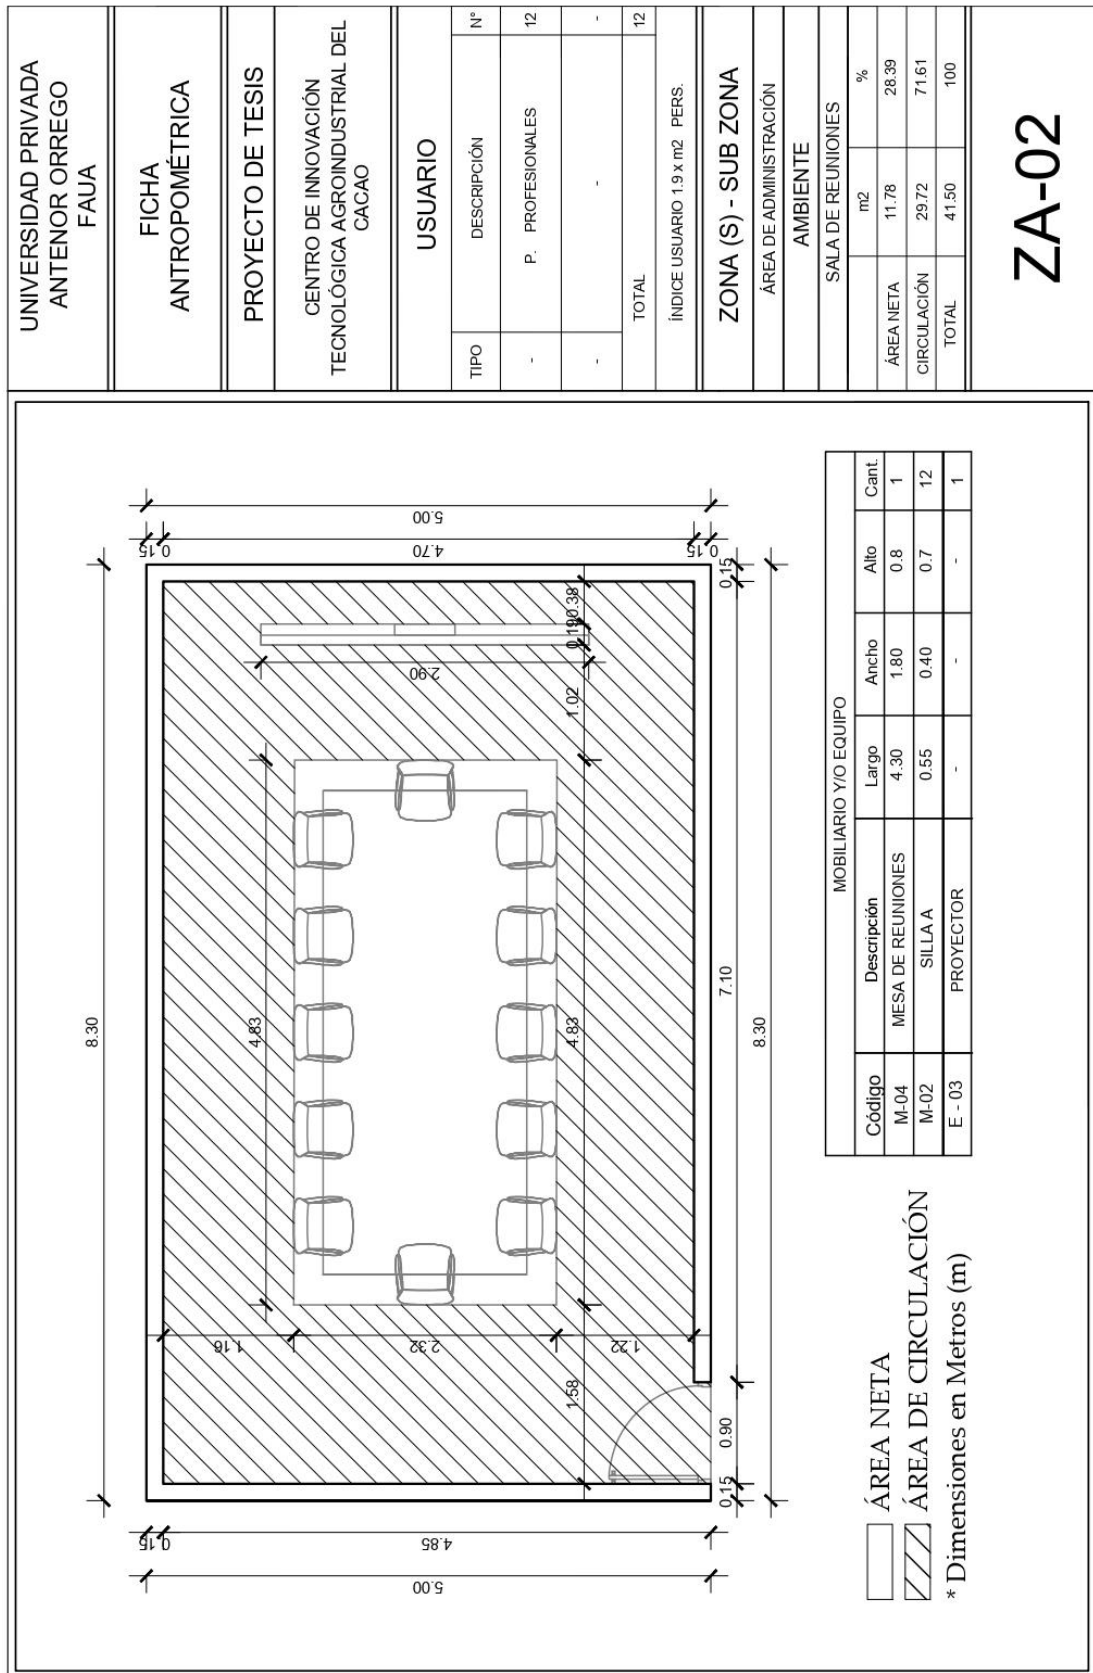 UNIVERSIDAD PRIVADA
ANTENOR ORREGO
FAUA
FICHA
ANTROPOMÉTRICA
PROYECTO DE TESIS
CENTRO DE INNOVACIÓN
TECNOLÓGICA AGROINDUSTRIAL DEL
CACAO
USUARIO
TIPO DESCRIPCIÓN N°
- P. PROFESIONALES 12
- - -
TOTAL 12
ÍNDICE USUARIO 1.9 x m2 PERS.
ZONA (S) - SUB ZONA
ÁREA DE ADMINISTRACIÓN
AMBIENTE
SALA DE REUNIONES
m2 %
ÁREA NETA 11.78 28.39
CIRCULACIÓN 29.72 71.61
TOTAL 41.50 100
ZA-02
8.30
5.00
0.15
4.85
5.00
0.15
4.70
0.15
4.83
1.16
2.32
1.22
2.90
1.58
4.83
1.02
0.19
0.38
0.15
0.90
7.10
0.15
8.30
MOBILIARIO Y/O EQUIPO
Código Descripción Largo Ancho Alto Cant.
M-04 MESA DE REUNIONES 4.30 1.80 0.8 1
M-02 SILLA A 0.55 0.40 0.7 12
E - 03 PROYECTOR - - - 1
ÁREA NETA
ÁREA DE CIRCULACIÓN
* Dimensiones en Metros (m)